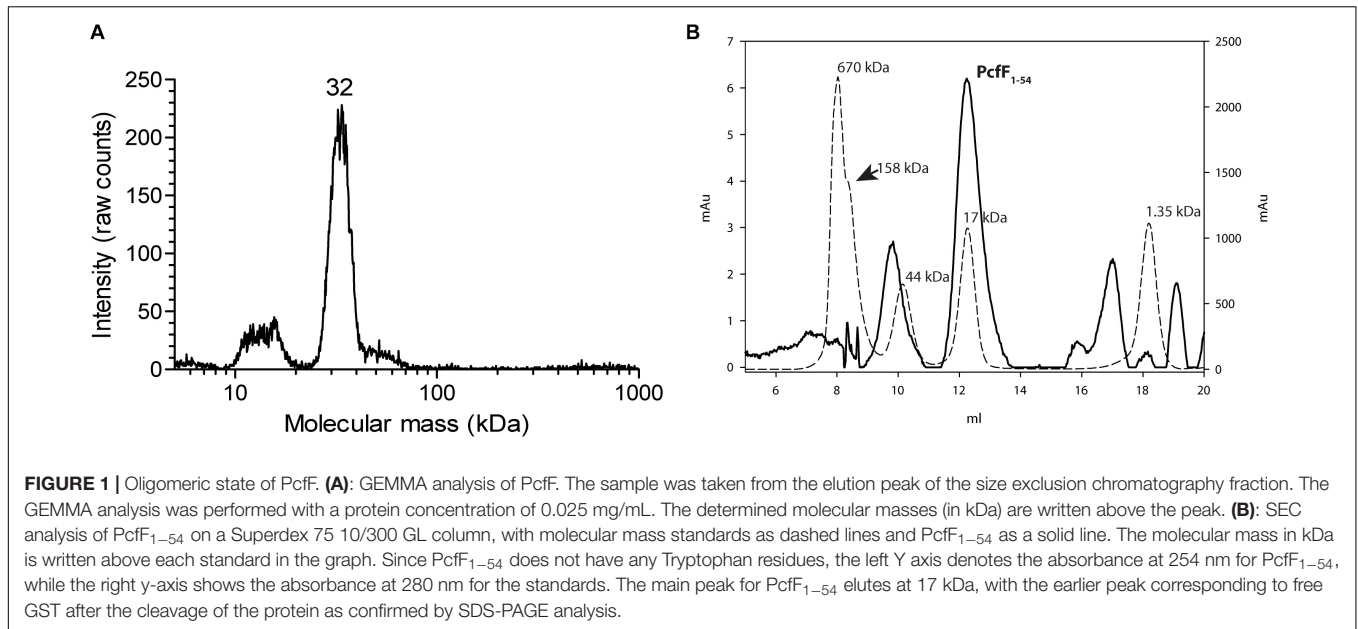 A
32
250
200
150
100
50
0
Intensity (raw counts)
10
100
1000
Molecular mass (kDa)
B
7
6
5
4
3
2
1
0
mAu
670 kDa
158 kDa
PcfF1-54
44 kDa
17 kDa
1.35 kDa
2500
2000
1500
1000
500
0
mAu
6
8
10
12
14
16
18
20
ml
FIGURE 1 | Oligomeric state of PcfF. (A): GEMMA analysis of PcfF. The sample was taken from the elution peak of the size exclusion chromatography fraction. The
GEMMA analysis was performed with a protein concentration of 0.025 mg/mL. The determined molecular masses (in kDa) are written above the peak. (B): SEC
analysis of PcfF1−54 on a Superdex 75 10/300 GL column, with molecular mass standards as dashed lines and PcfF1−54 as a solid line. The molecular mass in kDa
is written above each standard in the graph. Since PcfF1−54 does not have any Tryptophan residues, the left Y axis denotes the absorbance at 254 nm for PcfF1−54,
while the right y-axis shows the absorbance at 280 nm for the standards. The main peak for PcfF1−54 elutes at 17 kDa, with the earlier peak corresponding to free
GST after the cleavage of the protein as confirmed by SDS-PAGE analysis.